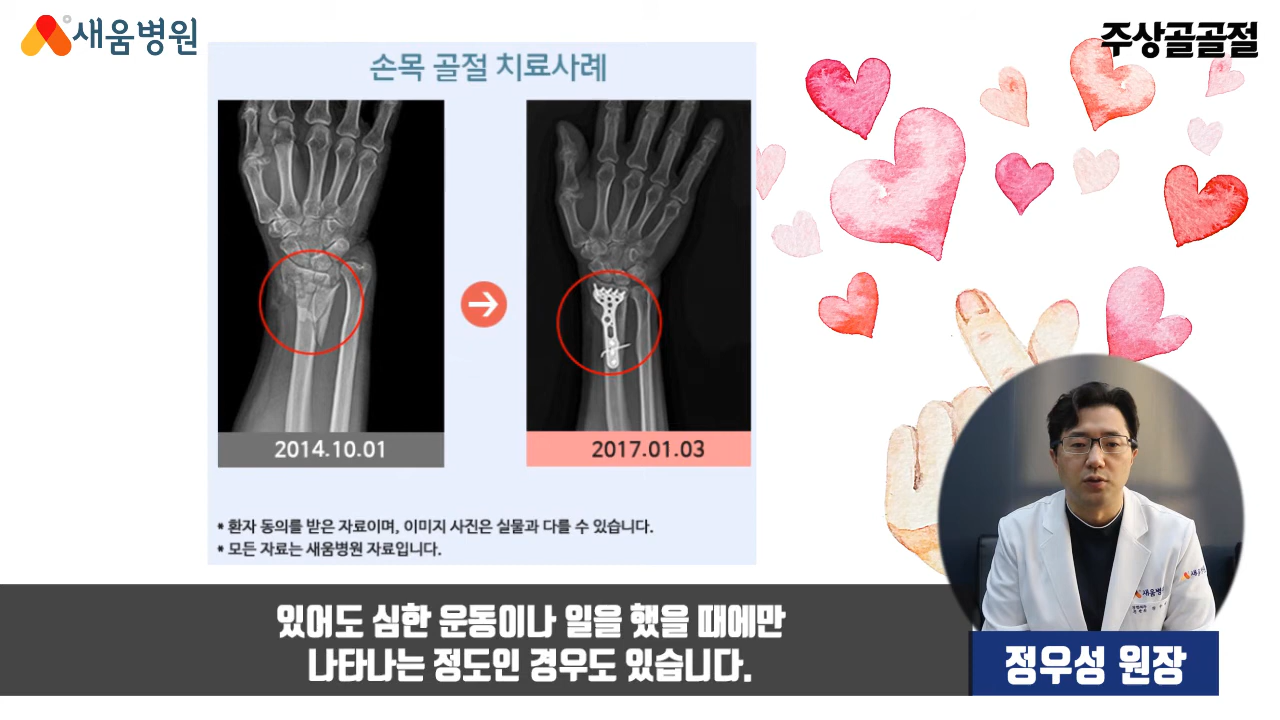 새움병원
주상골골절
손목 골절 치료사례
2014.10.01
2017.01.03
* 환자 동의를 받은 자료이며, 이미지 사진은 실물과 다를 수 있습니다.
* 모든 자료는 새움병원 자료입니다.
새움병원
있어도 심한 운동이나 일을 했을 때에만
나타나는 정도인 경우도 있습니다.
정우성 원장